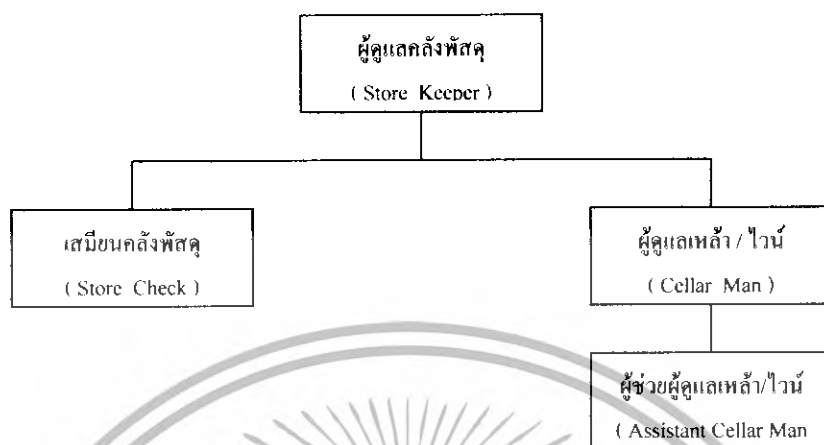 ผู้ดูแลคลังพัสดุ
( Store Keeper )
เสมียนคลังพัสดุ
( Store Check )
ผู้ดูแลเหล้า / ไวน์
( Cellar Man )
ผู้ช่วยผู้ดูแลเหล้า/ไวน์
( Assistant Cellar Man